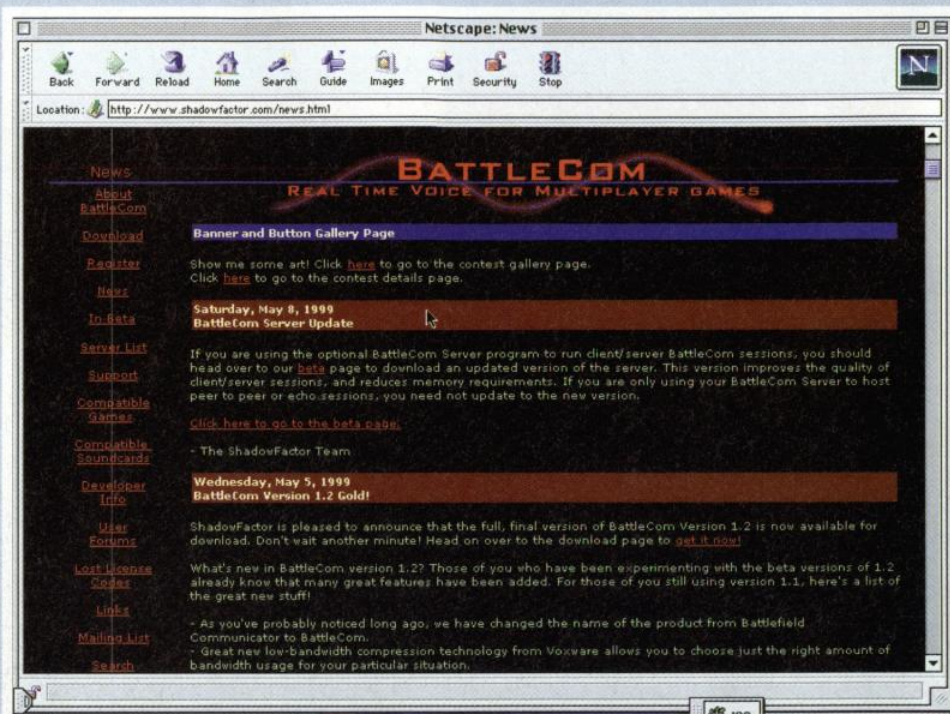 Netscape: News
Back Forward Reload Home Search Guide Images Print Security Stop
N
Location: http://www.shadowfactor.com/news.html
BATTLECOM
REAL TIME VOICE FOR MULTIPLAYER GAMES
News
About
BattleCom
Download
Register
News
In Beta
Server List
Support
Compatible
Games
Compatible
Soundcards
Developer
Info
User
Forums
Lost License
Codes
Links
Mailing List
Search
Banner and Button Gallery Page
Show me some art! Click here to go to the contest gallery page.
Click here to go to the contest details page.
Saturday, May 8, 1999
BattleCom Server Update
If you are using the optional BattleCom Server program to run client/server BattleCom sessions, you should
head over to our beta page to download an updated version of the server. This version improves the quality of
client/server sessions, and reduces memory requirements. If you are only using your BattleCom Server to host
peer to peer or echo sessions, you need not update to the new version.
Click here to go to the beta page.
- The ShadowFactor Team
Wednesday, May 5, 1999
BattleCom Version 1.2 Gold!
ShadowFactor is pleased to announce that the full, final version of BattleCom Version 1.2 is now available for
download. Don't wait another minute! Head on over to the download page to get it now!
What's new in BattleCom version 1.2? Those of you who have been experimenting with the beta versions of 1.2
already know that many great features have been added. For those of you still using version 1.1, here's a list of
the great new stuff!
- As you've probably noticed long ago, we have changed the name of the product from Battlefield
Communicator to BattleCom.
- Great new low-bandwidth compression technology from Voxware allows you to choose just the right amount of
bandwidth usage for your particular situation.